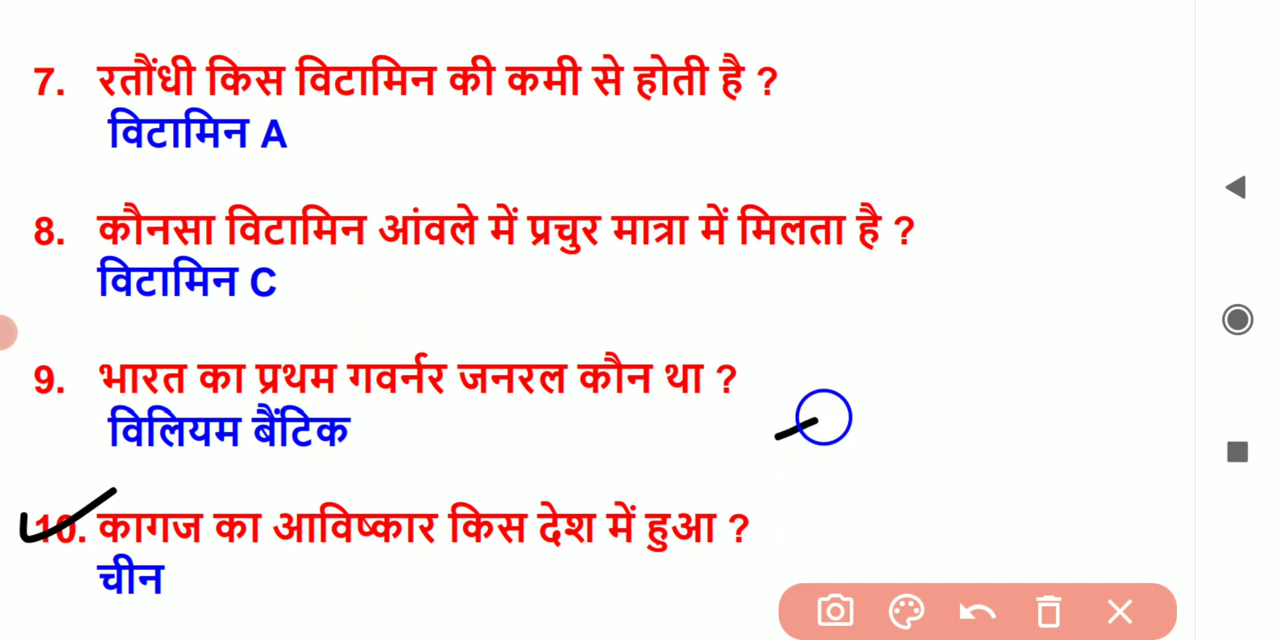 7. रतौंधी किस विटामिन की कमी से होती है ?
विटामिन A
8. कौनसा विटामिन आंवले में प्रचुर मात्रा में मिलता है ?
विटामिन C
9. भारत का प्रथम गवर्नर जनरल कौन था ?
विलियम बैंटिक
10. कागज का आविष्कार किस देश में हुआ ?
चीन